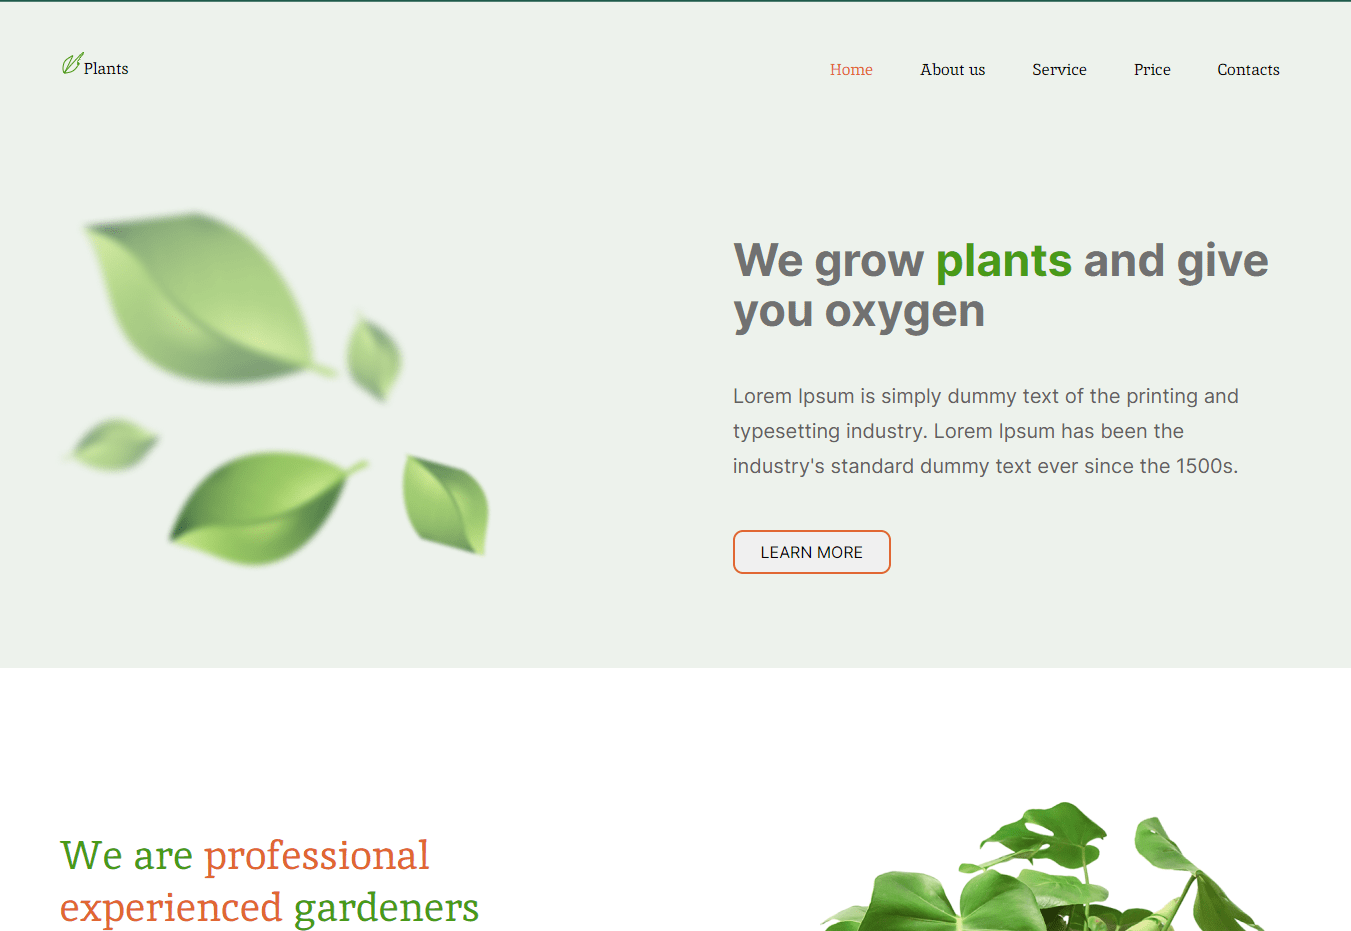 Plants
Home About us Service Price Contacts
We grow plants and give
you oxygen
Lorem Ipsum is simply dummy text of the printing and
typesetting industry. Lorem Ipsum has been the
industry's standard dummy text ever since the 1500s.
LEARN MORE
We are professional
experienced gardeners